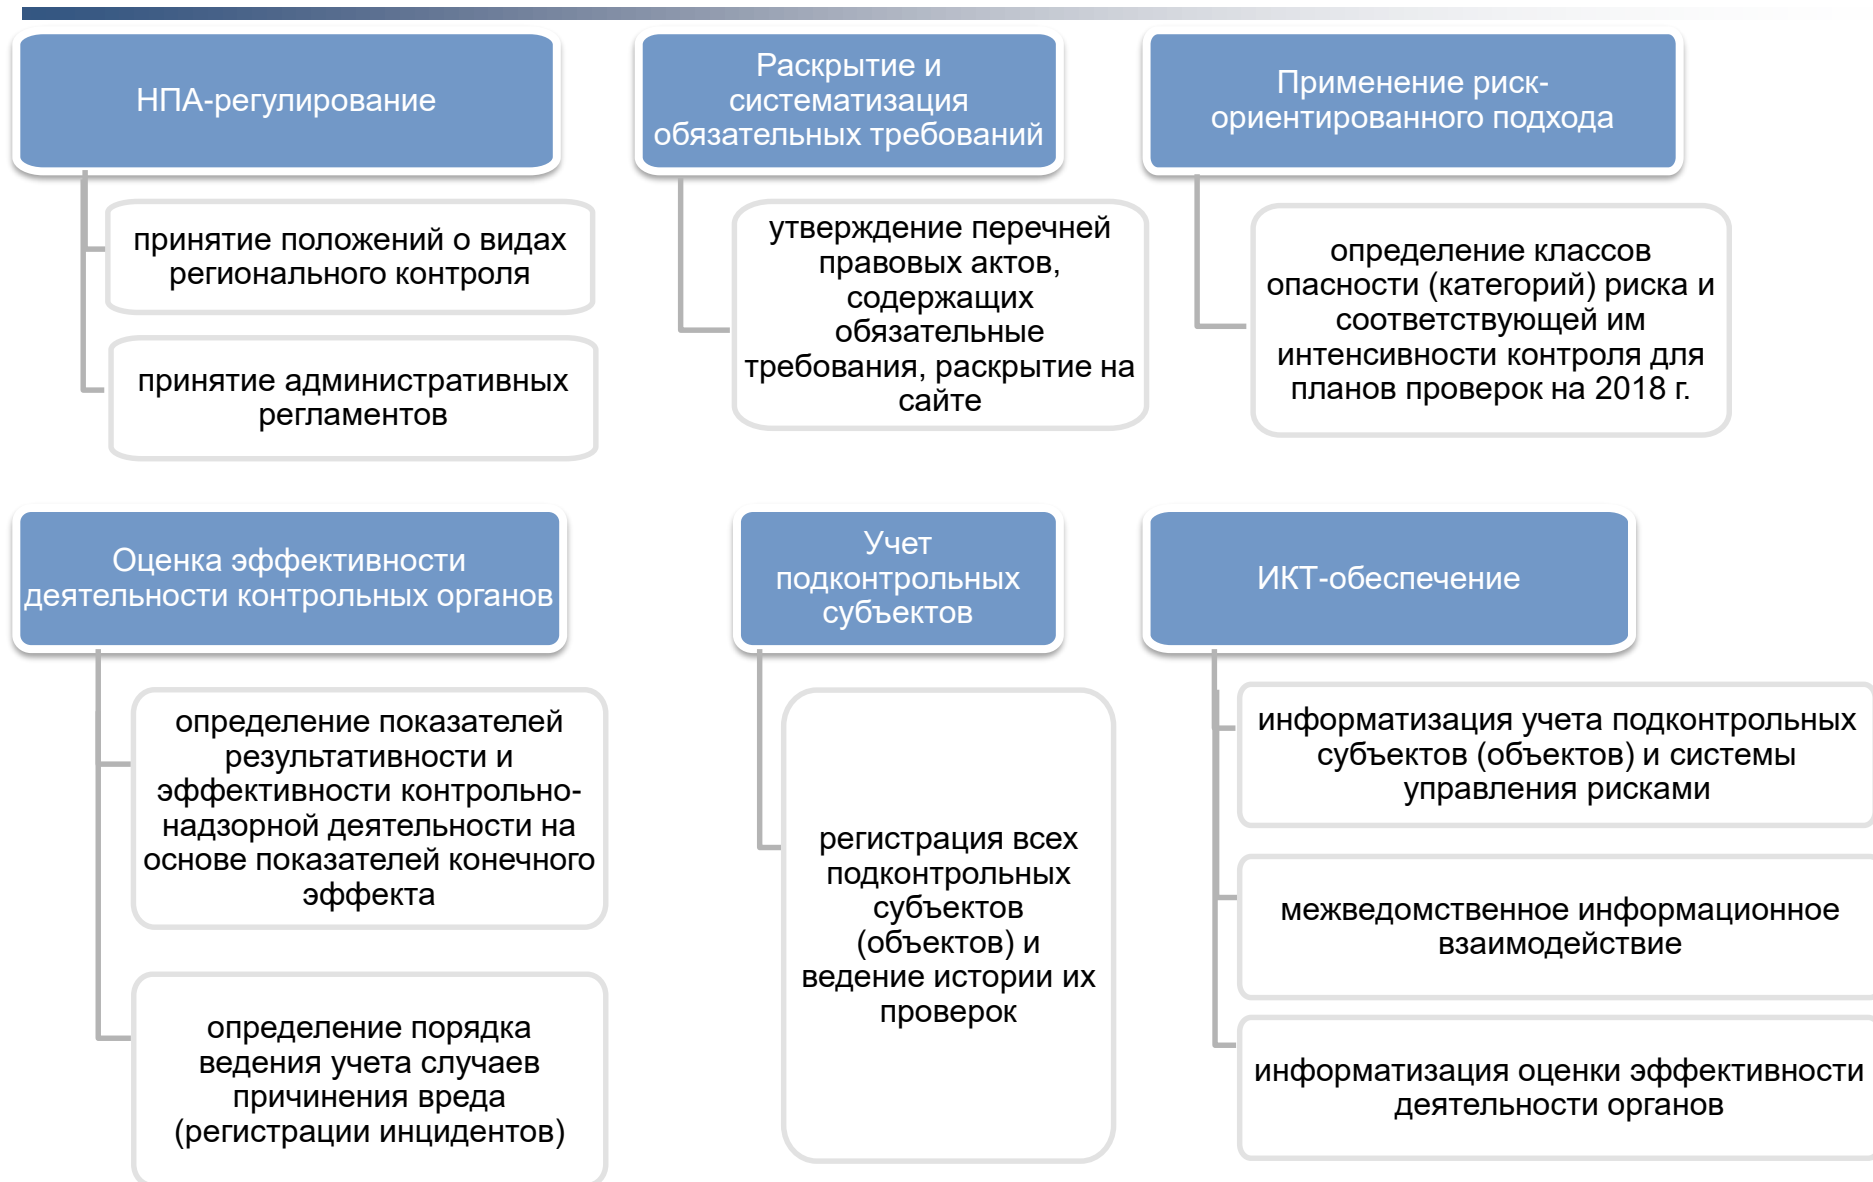 НПА-регулирование
принятие положений о видах
регионального контроля
принятие административных
регламентов
Раскрытие и
систематизация
обязательных требований
утверждение перечней
правовых актов,
содержащих
обязательные
требования, раскрытие на
сайте
Применение риск-
ориентированного подхода
определение классов
опасности (категорий) риска и
соответствующей им
интенсивности контроля для
планов проверок на 2018 г.
Оценка эффективности
деятельности контрольных органов
определение показателей
результативности и
эффективности контрольно-
надзорной деятельности на
основе показателей конечного
эффекта
определение порядка
ведения учета случаев
причинения вреда
(регистрации инцидентов)
Учет
подконтрольных
субъектов
регистрация всех
подконтрольных
субъектов
(объектов) и
ведение истории их
проверок
ИКТ-обеспечение
информатизация учета подконтрольных
субъектов (объектов) и системы
управления рисками
межведомственное информационное
взаимодействие
информатизация оценки эффективности
деятельности органов